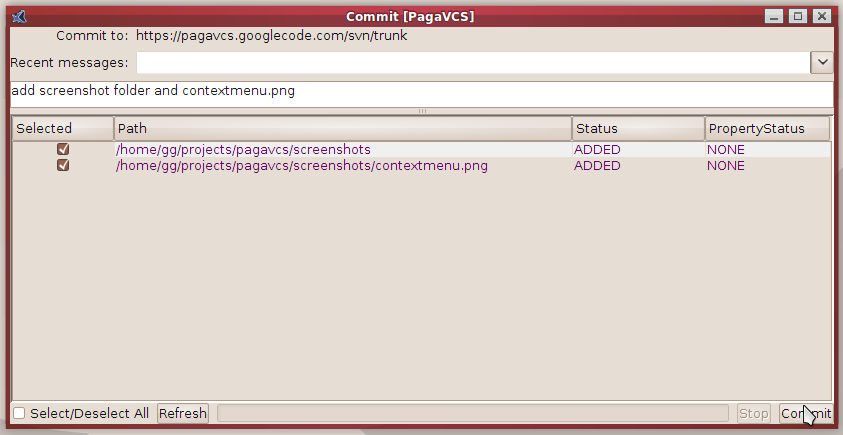 Commit [PagaVCS]
Commit to: https://pagavcs.googlecode.com/svn/trunk
Recent messages:
add screenshot folder and contextmenu.png
Selected Path Status PropertyStatus
/home/gg/projects/pagavcs/screenshots ADDED NONE
/home/gg/projects/pagavcs/screenshots/contextmenu.png ADDED NONE
Select/Deselect All Refresh Stop Commit